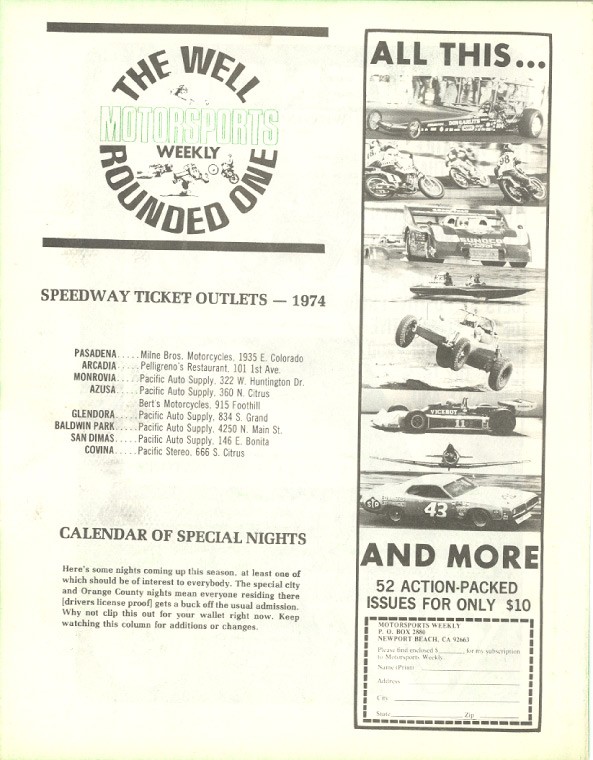 THE WELL
MOTORSPORTS
WEEKLY
ROUNDED ONE
SPEEDWAY TICKET OUTLETS — 1974
PASADENA.....Milne Bros. Motorcycles, 1935 E. Colorado
ARCADIA.....Pelligreno's Restaurant, 101 1st Ave.
MONROVIA.....Pacific Auto Supply, 322 W. Huntington Dr.
AZUSA.....Pacific Auto Supply, 360 N. Citrus
Bert's Motorcycles, 915 Foothill
GLENDORA.....Pacific Auto Supply, 834 S. Grand
BALDWIN PARK.....Pacific Auto Supply, 4250 N. Main St.
SAN DIMAS.....Pacific Auto Supply, 146 E. Bonita
COVINA.....Pacific Stereo, 666 S. Citrus
CALENDAR OF SPECIAL NIGHTS
Here's some nights coming up this season, at least one of
which should be of interest to everybody. The special city
and Orange County nights mean everyone residing there
[drivers license proof] gets a buck off the usual admission.
Why not clip this out for your wallet right now. Keep
watching this column for additions or changes.
ALL THIS...
DON GARLITS
98
SUNOCO
VICEROY
11
STP
43
AND MORE
52 ACTION-PACKED
ISSUES FOR ONLY $10
MOTORSPORTS WEEKLY
P. O. BOX 2880
NEWPORT BEACH, CA 92663
Please find enclosed $______ for my subscription
to Motorsports Weekly.
Name (Print)
Address
City
State Zip